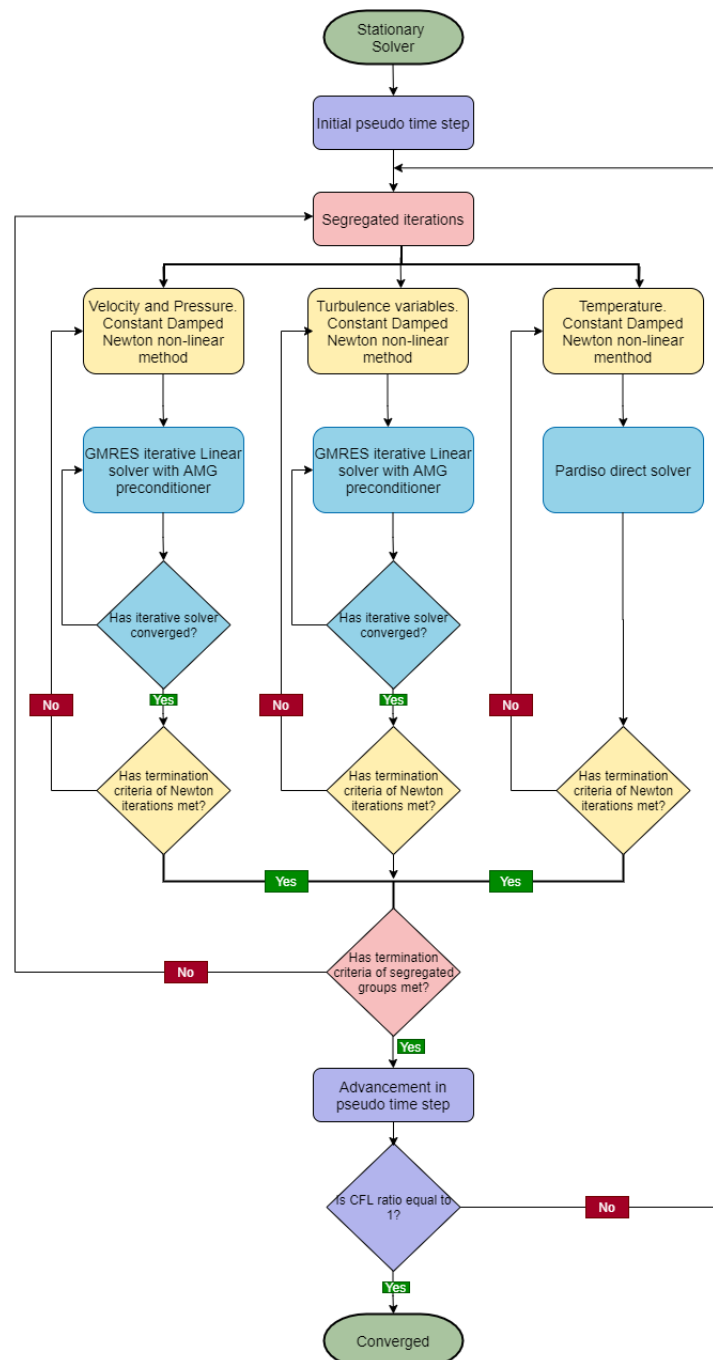 Stationary
Solver
Initial pseudo time step
Segregated iterations
Velocity and Pressure.
Constant Damped
Newton non-linear
method
Turbulence variables.
Constant Damped
Newton non-linear
method
Temperature.
Constant Damped
Newton non-linear
menthod
GMRES iterative Linear
solver with AMG
preconditioner
GMRES iterative Linear
solver with AMG
preconditioner
Pardiso direct solver
Has iterative solver
converged?
Has iterative solver
converged?
Yes
Yes
No
No
No
Has termination
criteria of Newton
iterations met?
Has termination
criteria of Newton
iterations met?
Has termination
criteria of Newton
iterations met?
Yes
Yes
Has termination
criteria of segregated
groups met?
No
Yes
Advancement in
pseudo time step
Is CFL ratio equal to
1?
No
Yes
Converged